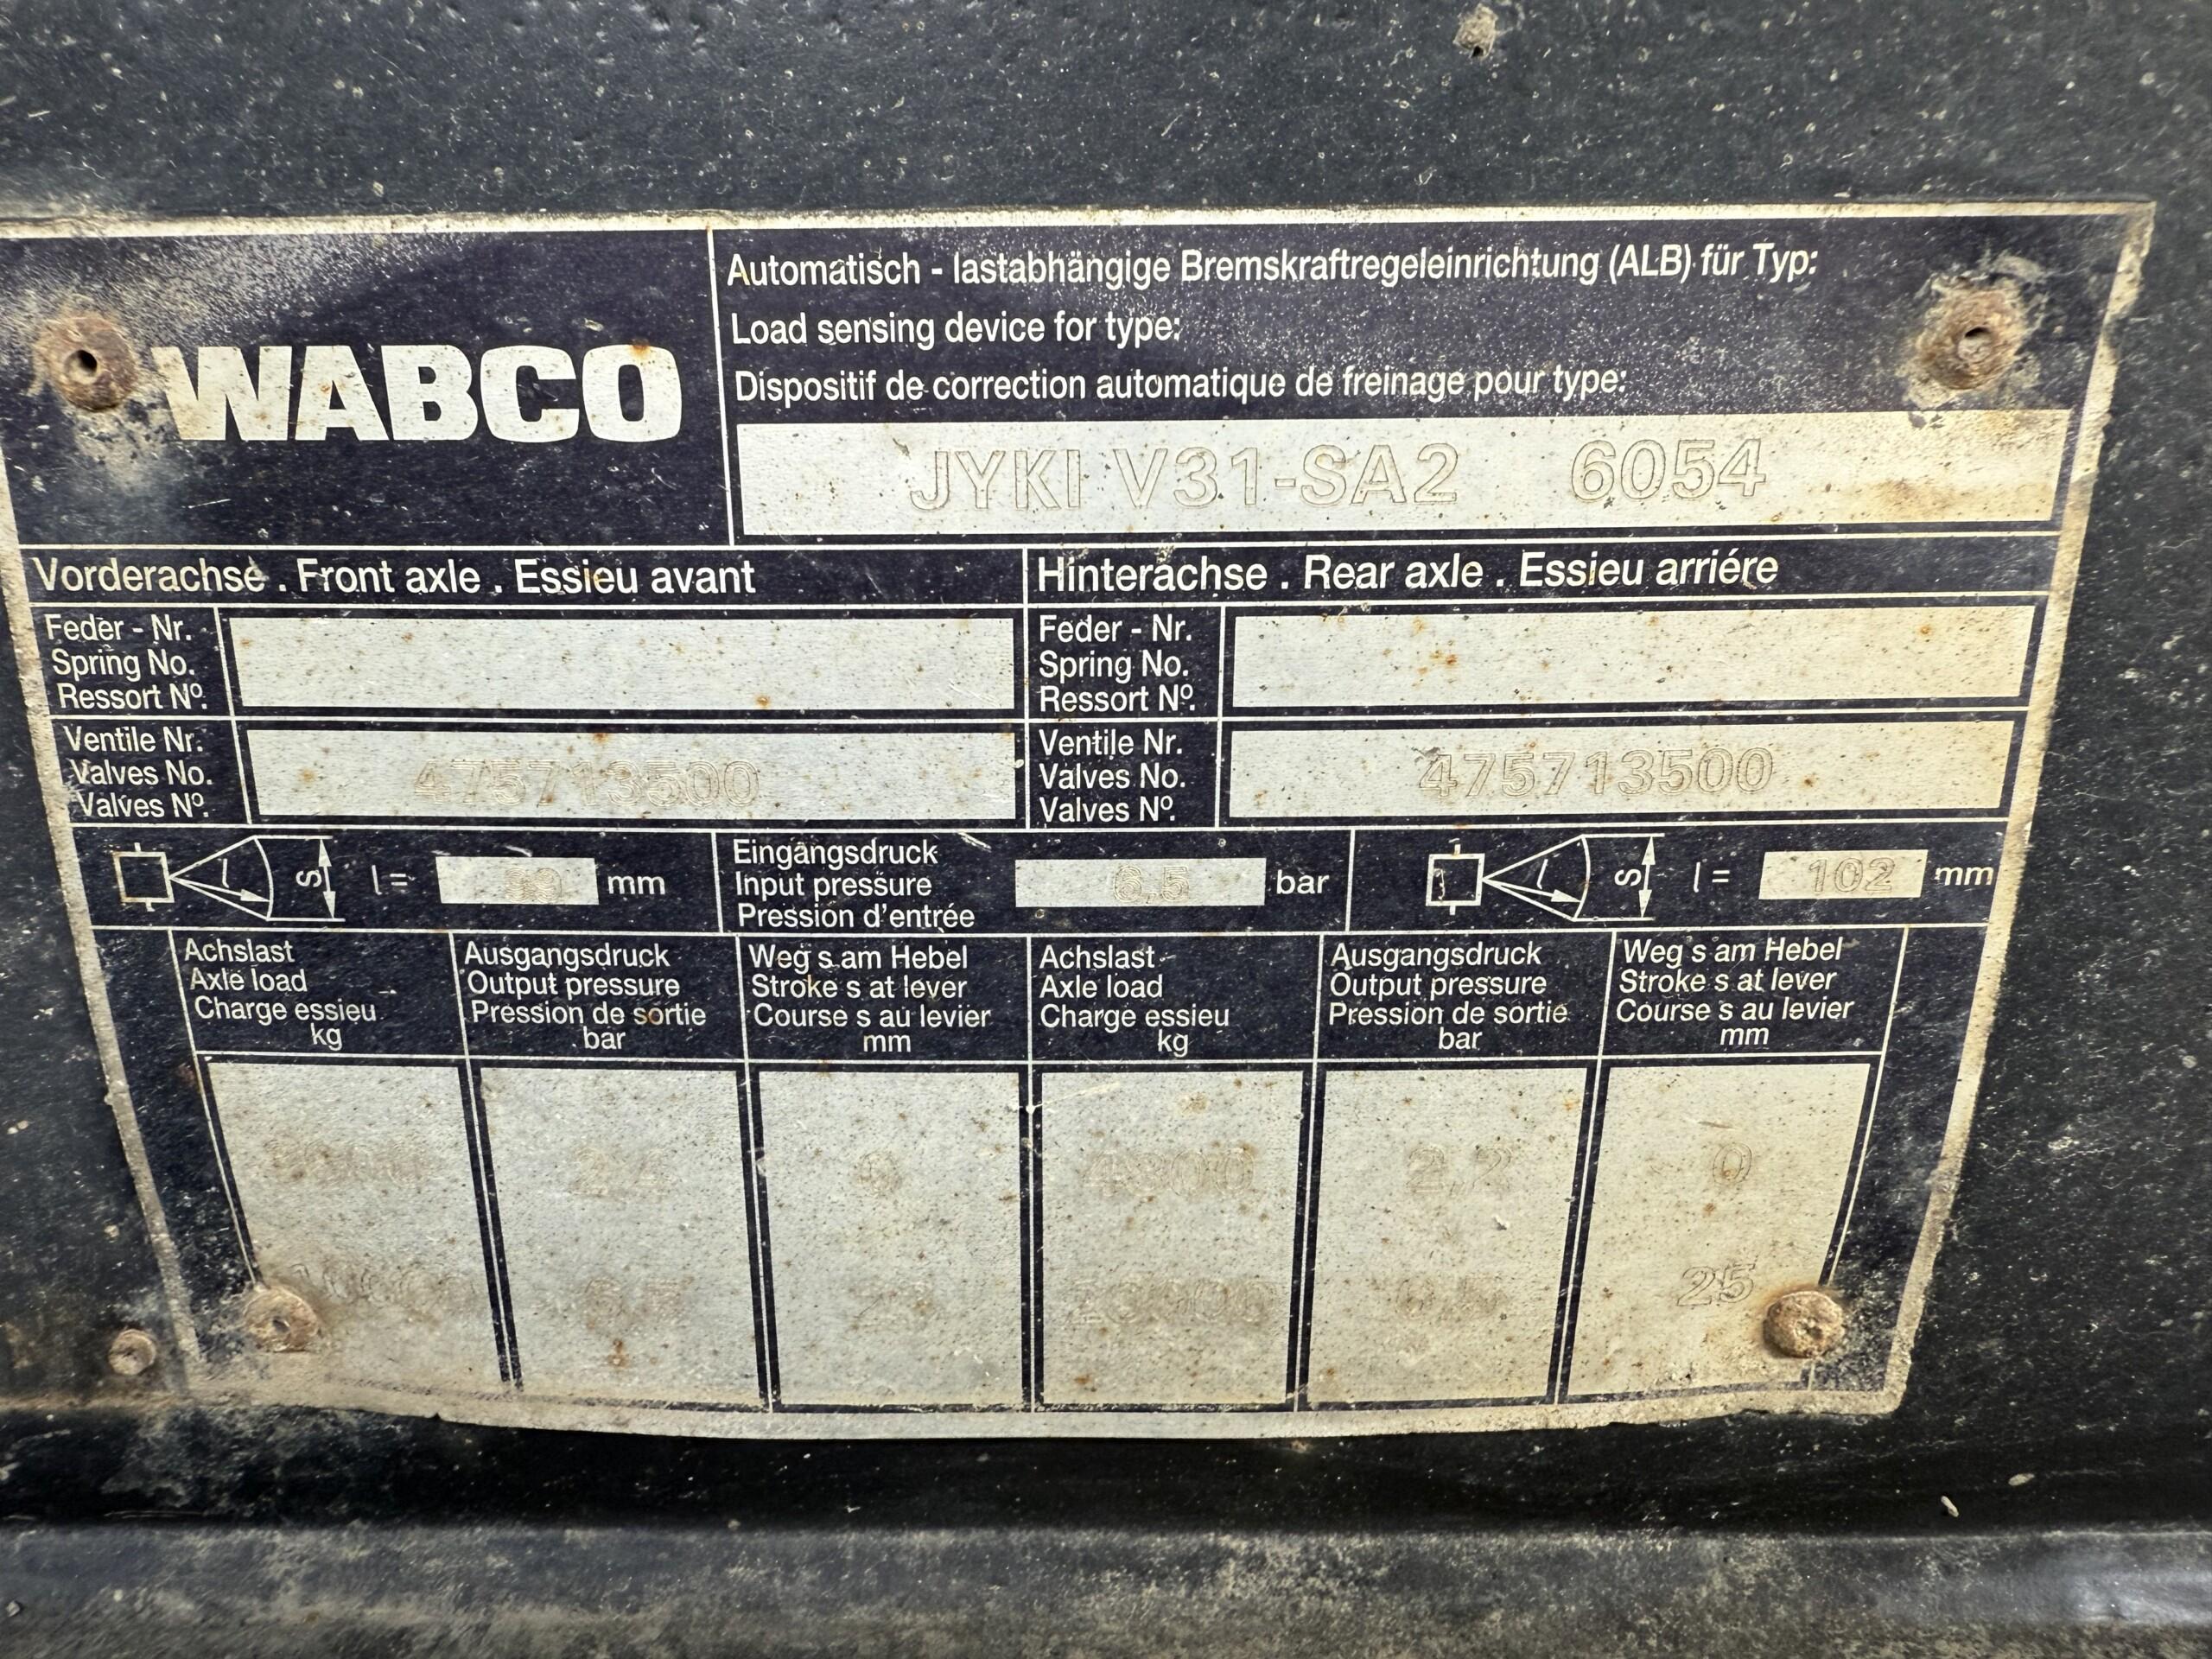 WABCO
Automatisch - lastabhängige Bremskraftregeleinrichtung (ALB) für Typ:
Load sensing device for type:
Dispositif de correction automatique de freinage pour type:
JYKI V31-SA2 6054
Vorderachse . Front axle . Essieu avant
Hinterachse . Rear axle . Essieu arriére
Feder - Nr.
Spring No.
Ressort Nº.
Feder - Nr.
Spring No.
Ressort Nº.
Ventile Nr.
Valves No.
Valves Nº.
475713500
Ventile Nr.
Valves No.
Valves Nº.
475713500
L
S
l =
mm
Eingangsdruck
Input pressure
Pression d'entrée
6,5
bar
L
S
l =
102
mm
Achslast
Axle load
Charge essieu
kg
Ausgangsdruck
Output pressure
Pression de sortie
bar
Weg s am Hebel
Stroke s at lever
Course s au levier
mm
Achslast
Axle load
Charge essieu
kg
Ausgangsdruck
Output pressure
Pression de sortie
bar
Weg s am Hebel
Stroke s at lever
Course s au levier
mm
0 4800 2,2 0
25